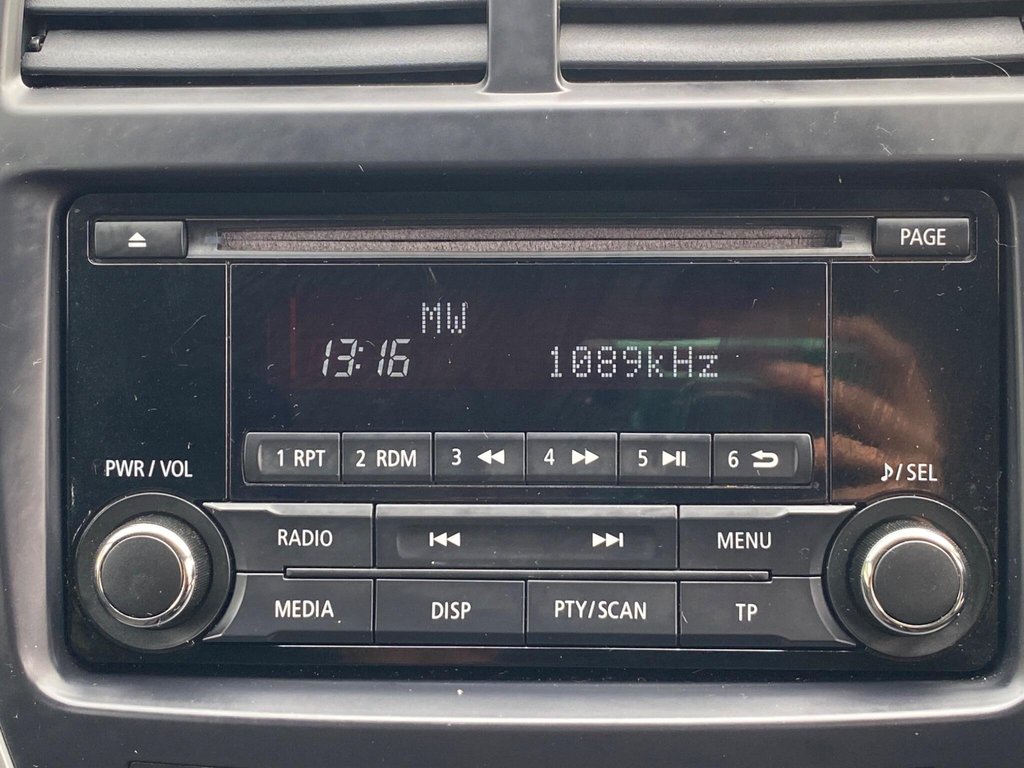 PAGE
MW
13:16 1089kHz
1 RPT 2 RDM 3 4 5 6
PWR / VOL
♪/ SEL
RADIO MENU
MEDIA DISP PTY/SCAN TP